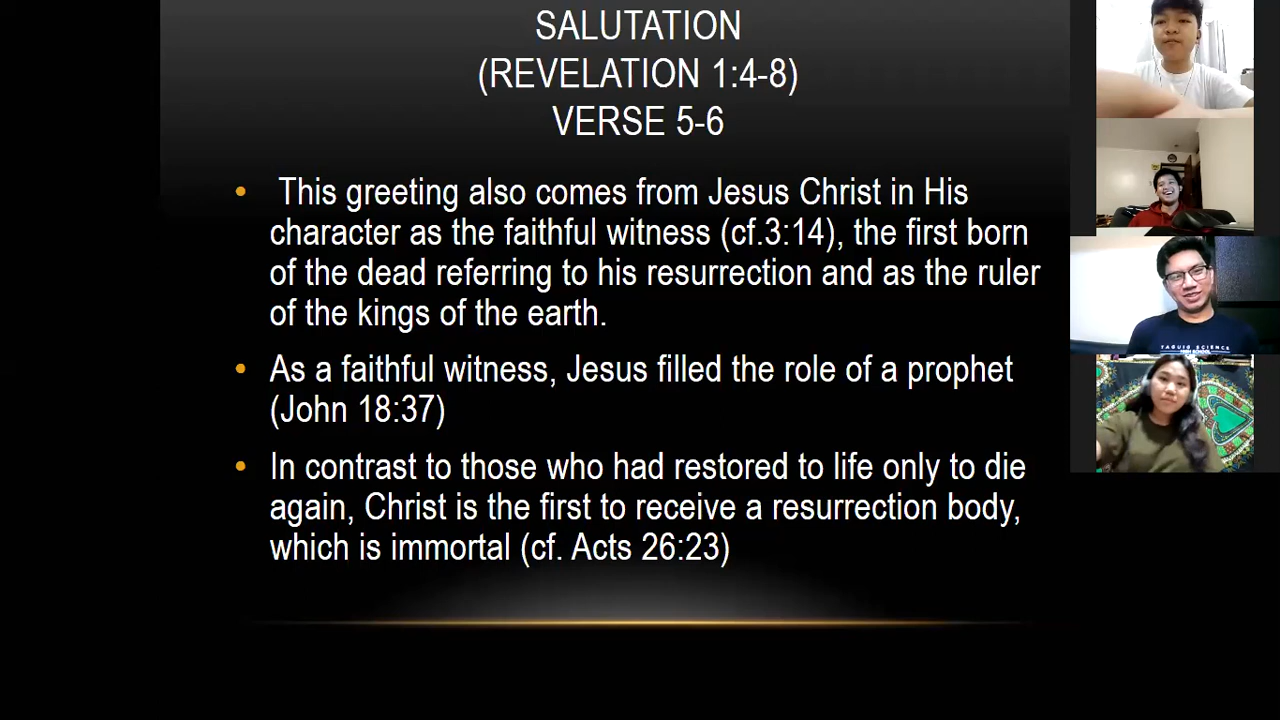 SALUTATION
(REVELATION 1:4-8)
VERSE 5-6
• This greeting also comes from Jesus Christ in His
character as the faithful witness (cf.3:14), the first born
of the dead referring to his resurrection and as the ruler
of the kings of the earth.
• As a faithful witness, Jesus filled the role of a prophet
(John 18:37)
• In contrast to those who had restored to life only to die
again, Christ is the first to receive a resurrection body,
which is immortal (cf. Acts 26:23)
TAGUIG SCIENCE
HIGH SCHOOL